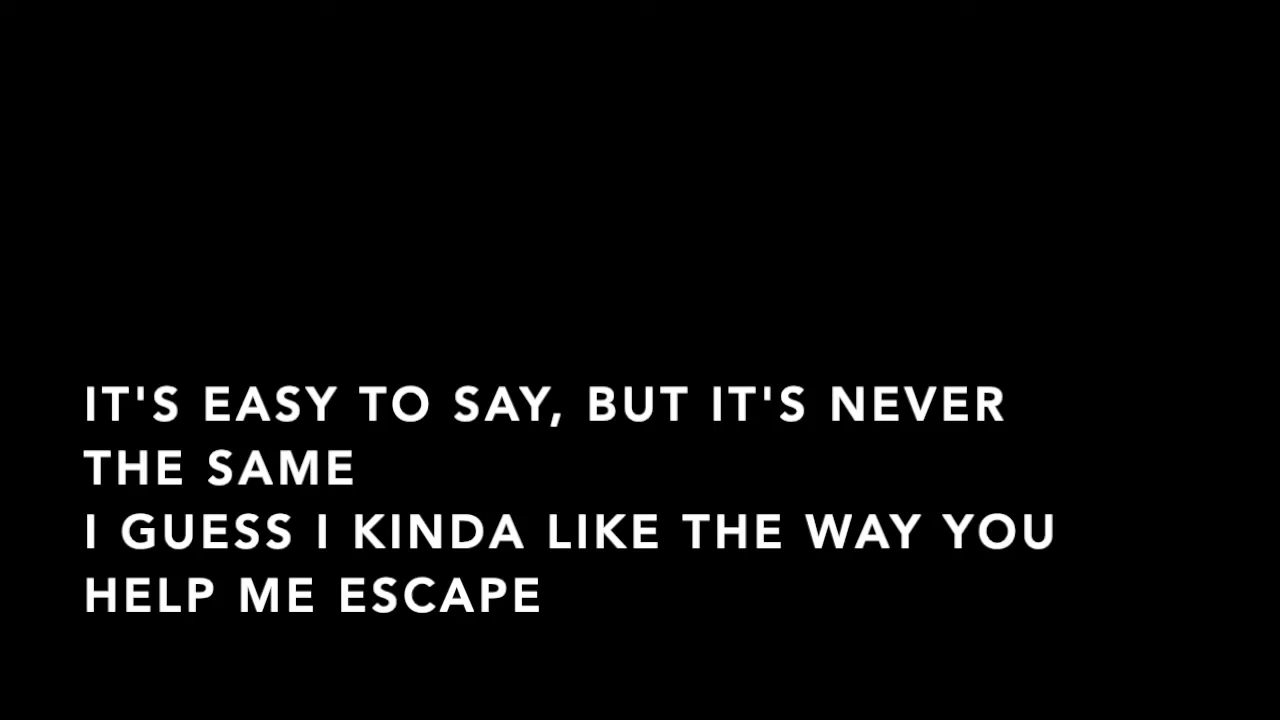 IT'S EASY TO SAY, BUT IT'S NEVER
THE SAME
I GUESS I KINDA LIKE THE WAY YOU
HELP ME ESCAPE